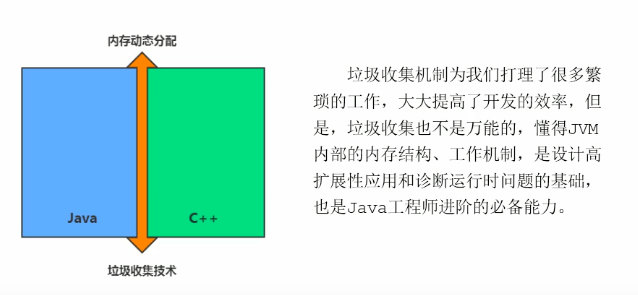 内存动态分配
Java
C++
垃圾收集技术
垃圾收集机制为我们打理了很多繁
琐的工作，大大提高了开发的效率，但
是，垃圾收集也不是万能的，懂得JVM
内部的内存结构、工作机制，是设计高
扩展性应用和诊断运行时问题的基础，
也是Java工程师进阶的必备能力。